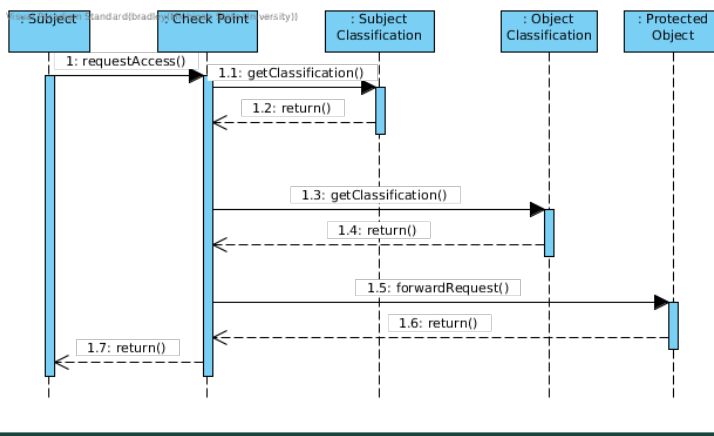 : Subject
: Check Point
: Subject
Classification
: Object
Classification
: Protected
Object
1: requestAccess()
1.1: getClassification()
1.2: return()
1.3: getClassification()
1.4: return()
1.5: forwardRequest()
1.6: return()
1.7: return()